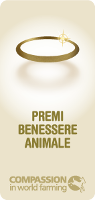 PREMI
BENESSERE
ANIMALE
COMPASSION
in world farming